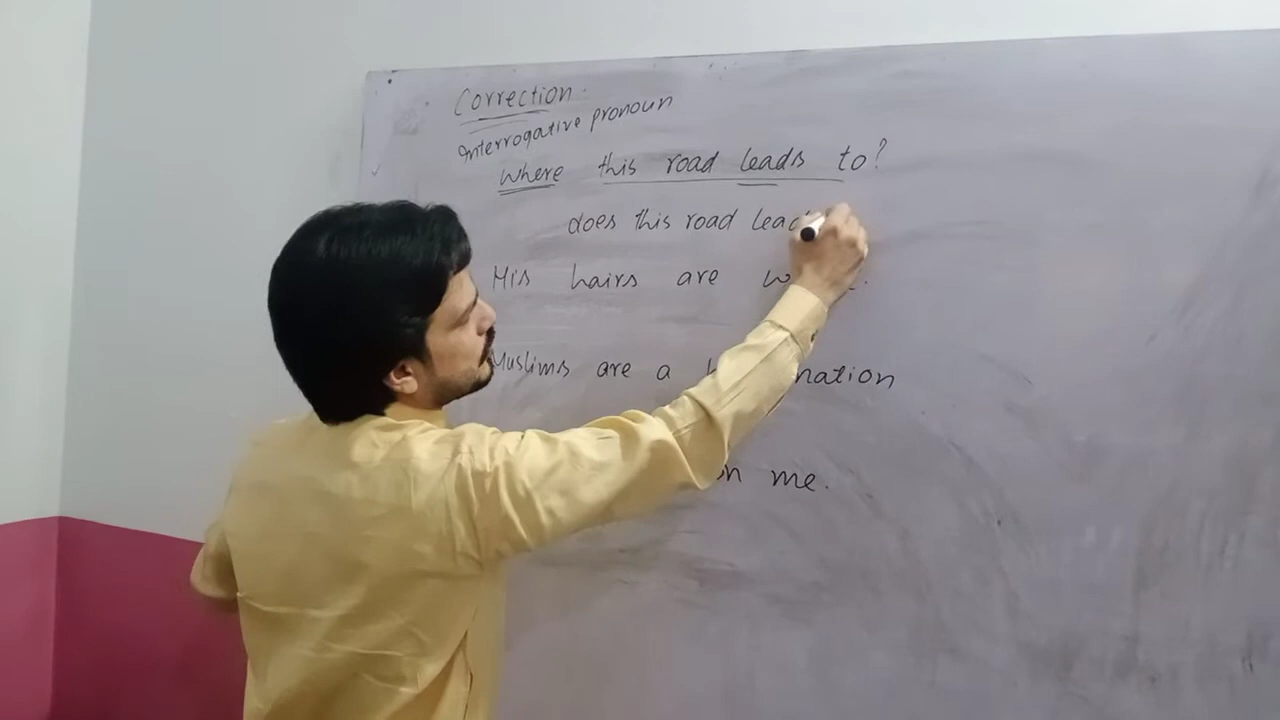 Correction.
Interrogative pronoun
Where this road leads to?
does this road lead
His hairs are
Muslims are a nation
on me.